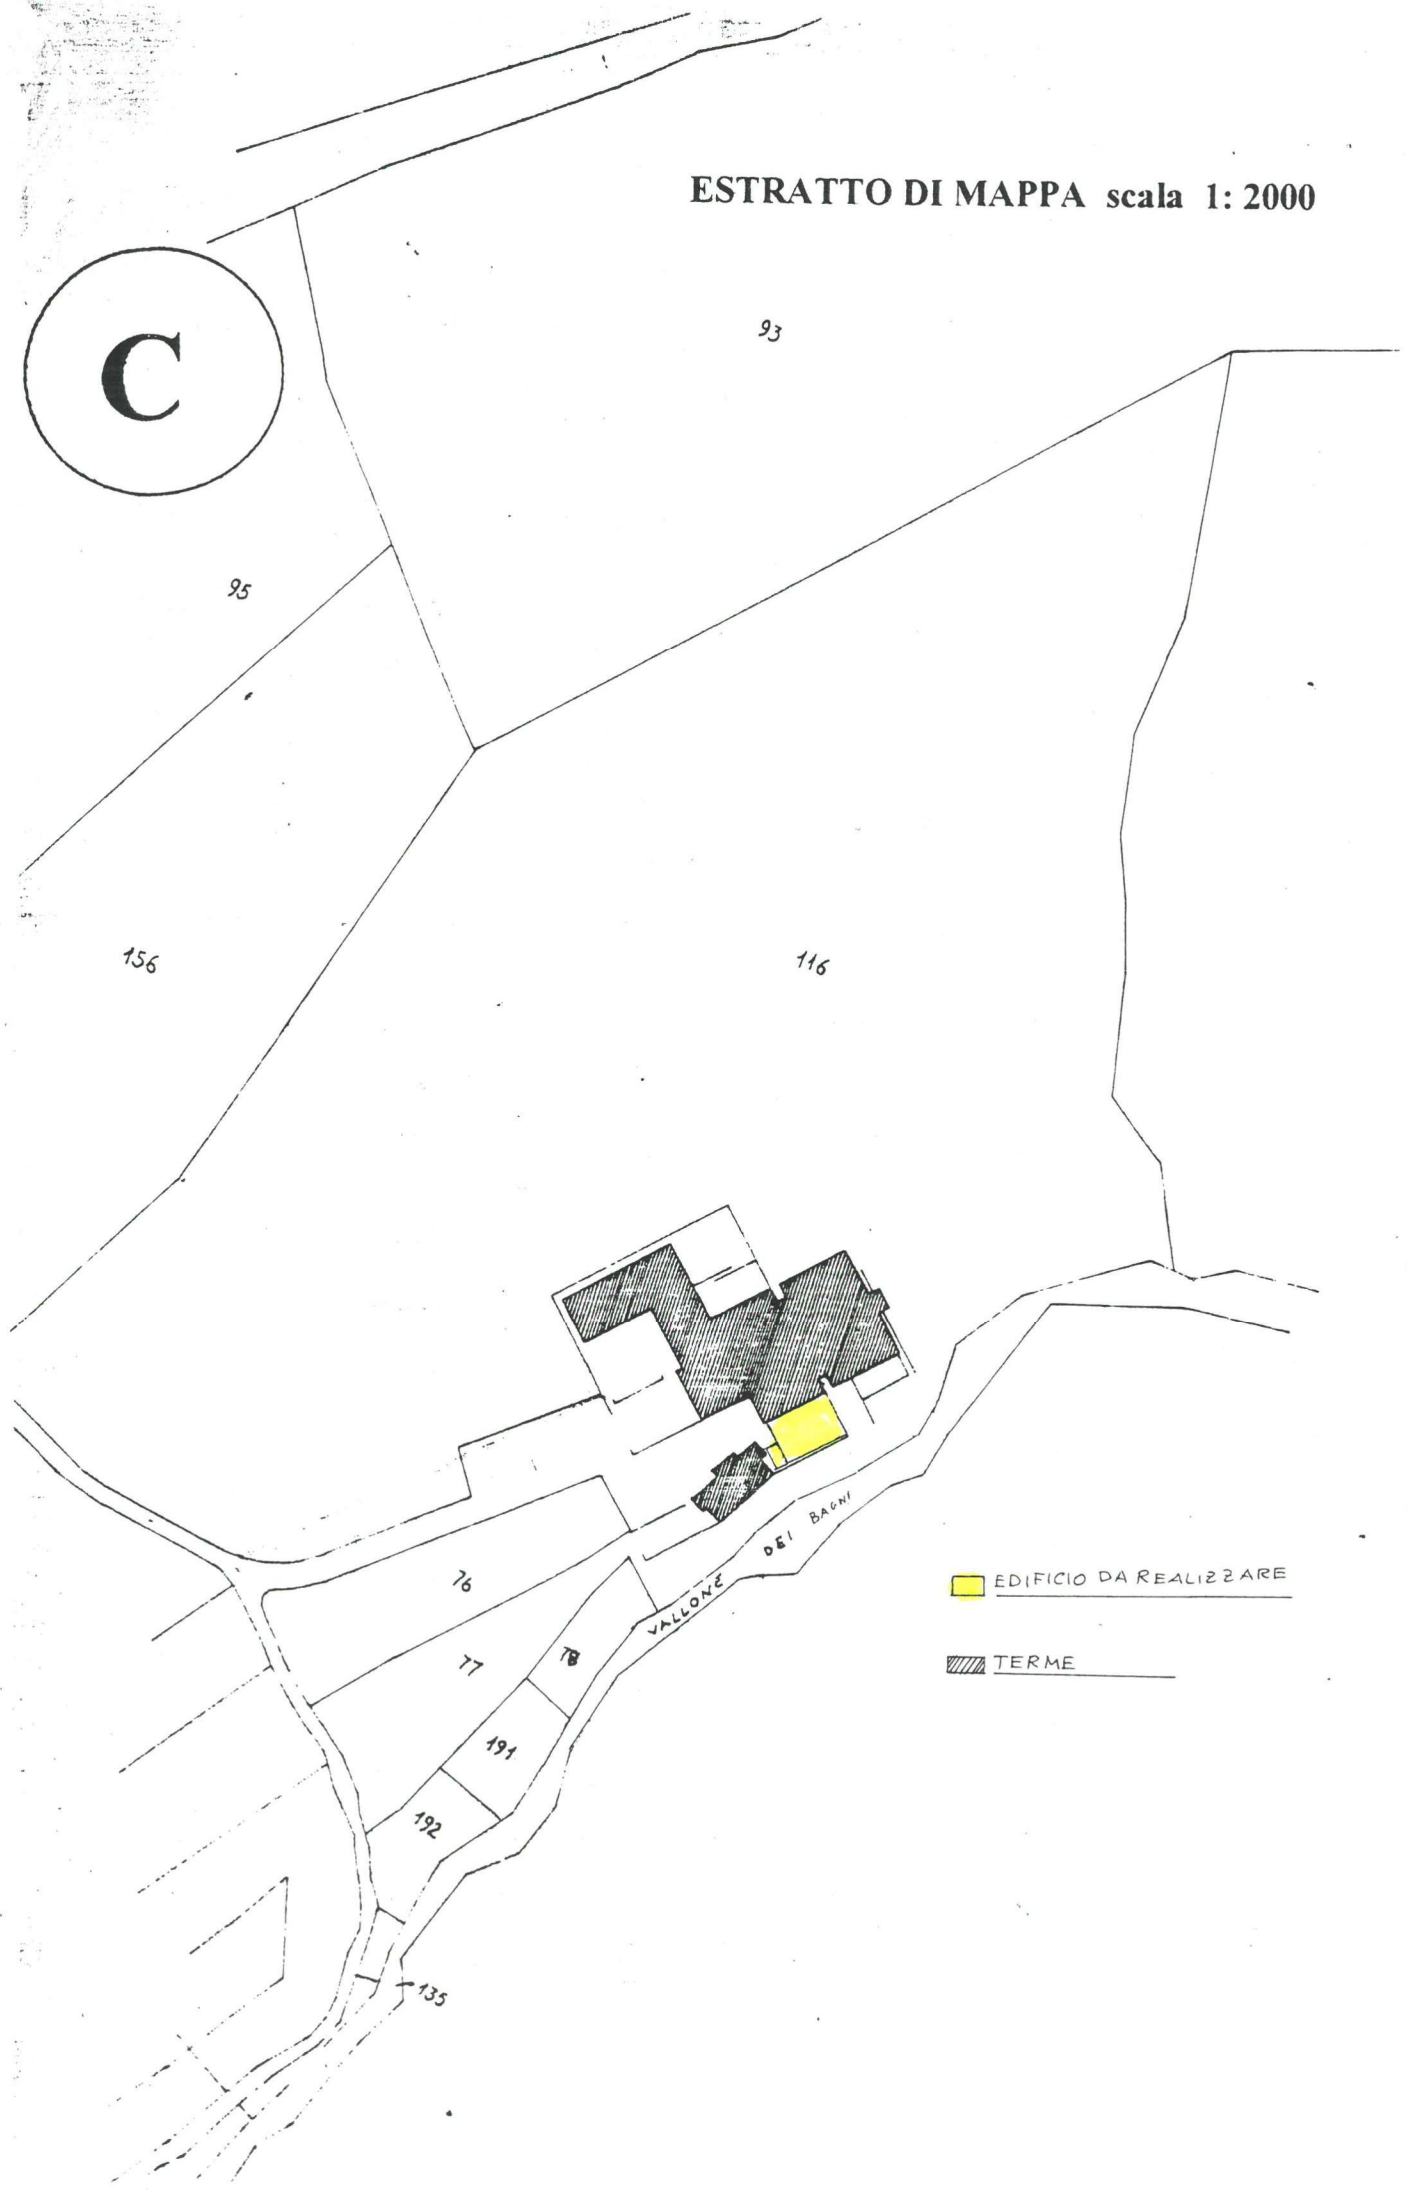 ESTRATTO DI MAPPA scala 1: 2000
C
93
95
156
116
76
77
78
191
192
135
VALLONE DEI BAGNI
EDIFICIO DA REALIZZARE
TERME